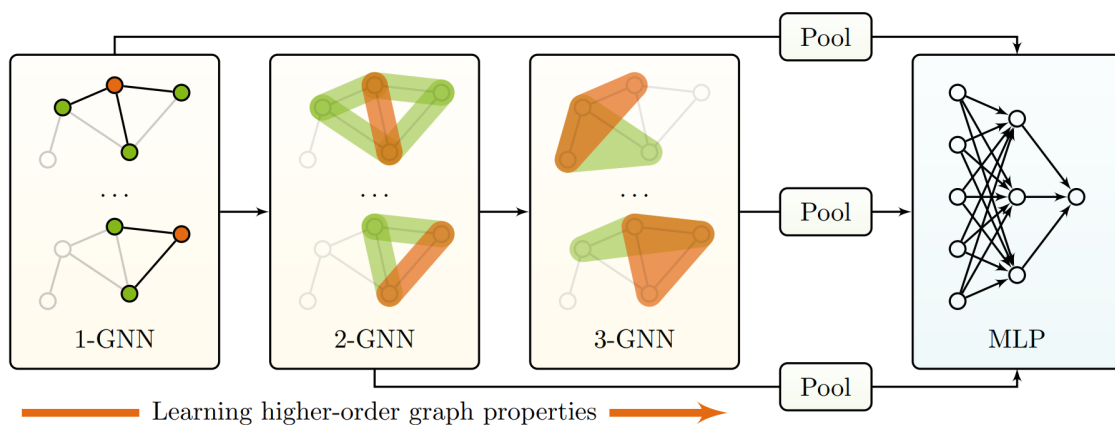 Pool
...
...
...
Pool
...
...
1-GNN
2-GNN
3-GNN
MLP
Pool
Learning higher-order graph properties